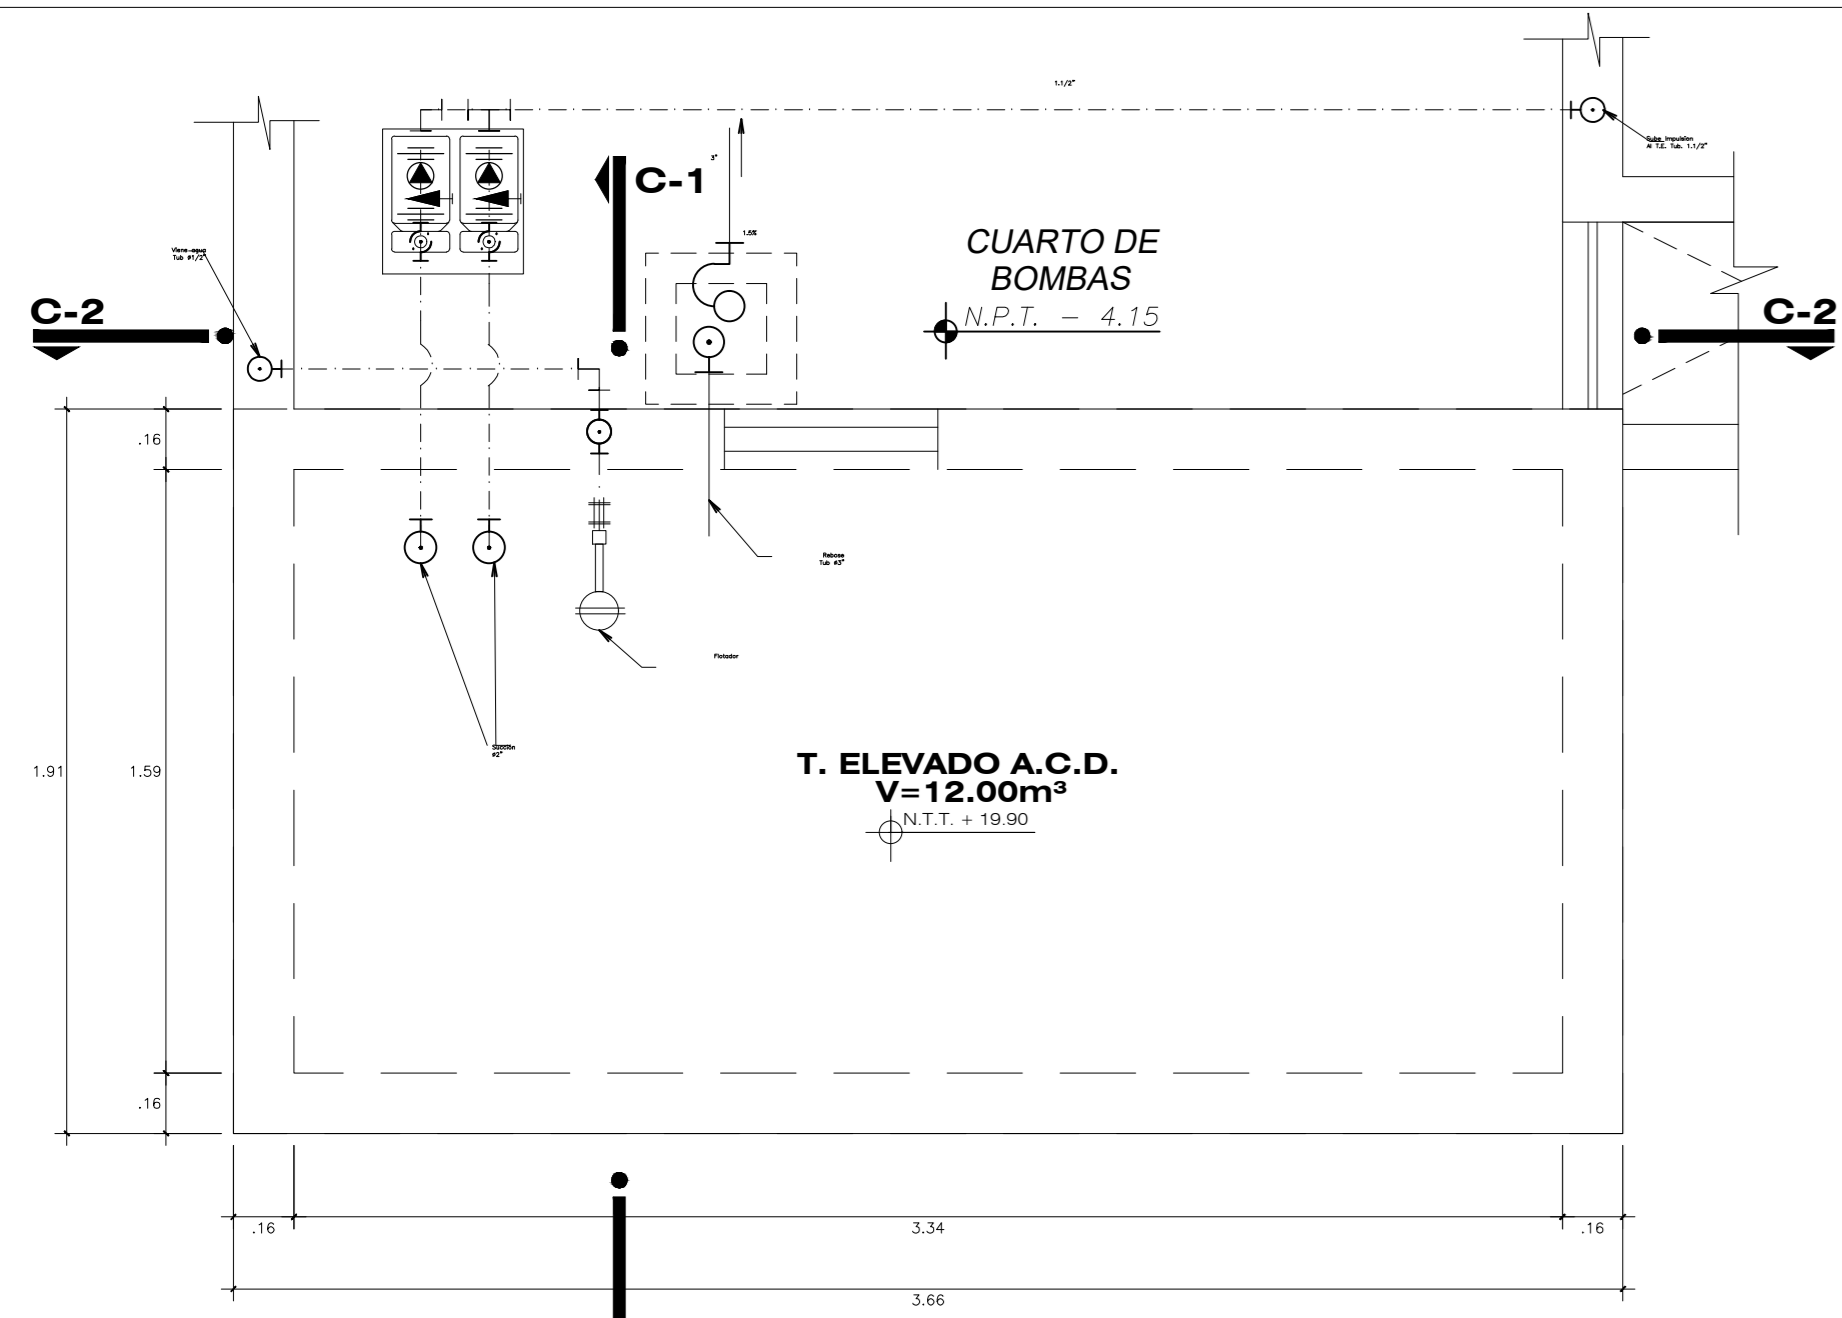 1.1/2"
Sube Impulsion
Al T.E. Tub. 1.1/2"
3"
C-1
1.5%
CUARTO DE
BOMBAS
N.P.T. - 4.15
Viene agua
Tub ø1/2"
C-2
C-2
.16
Rebose
Tub ø3"
Flotador
Succión
ø2"
1.91
1.59
T. ELEVADO A.C.D.
V=12.00m³
N.T.T. + 19.90
.16
.16
3.34
.16
3.66